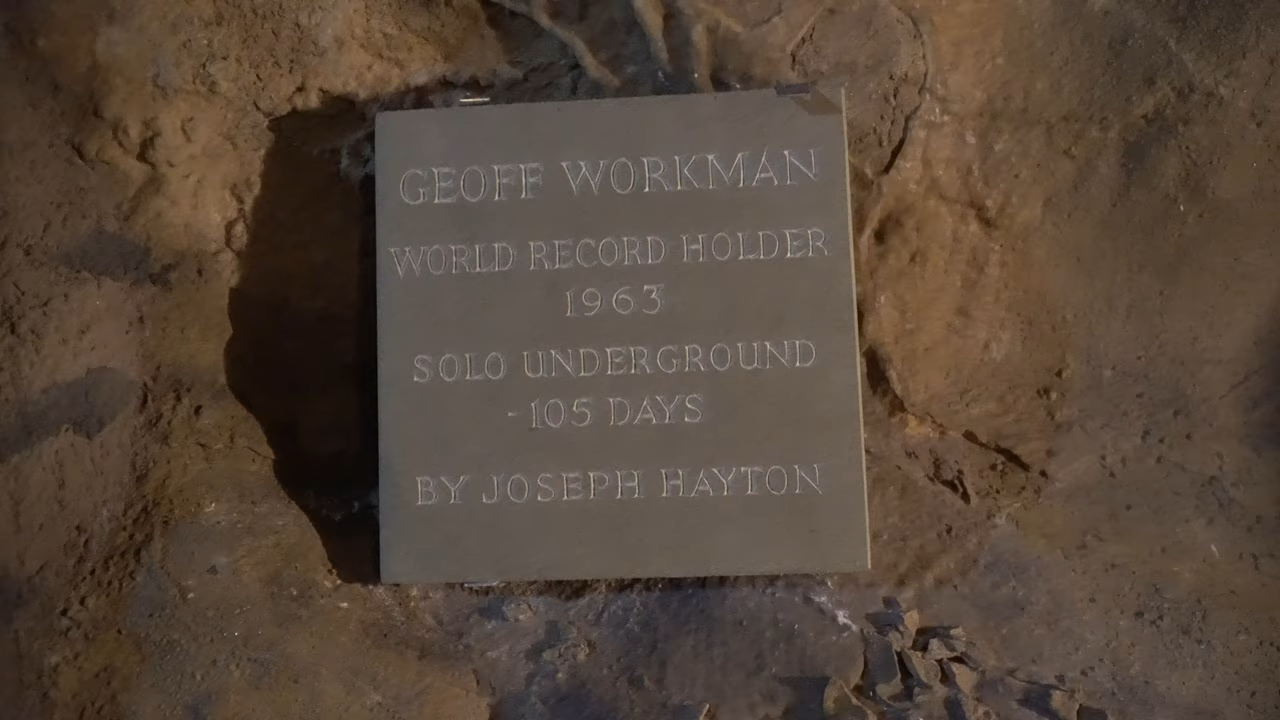 GEOFF WORKMAN
WORLD RECORD HOLDER
1963
SOLO UNDERGROUND
- 105 DAYS
BY JOSEPH HAYTON